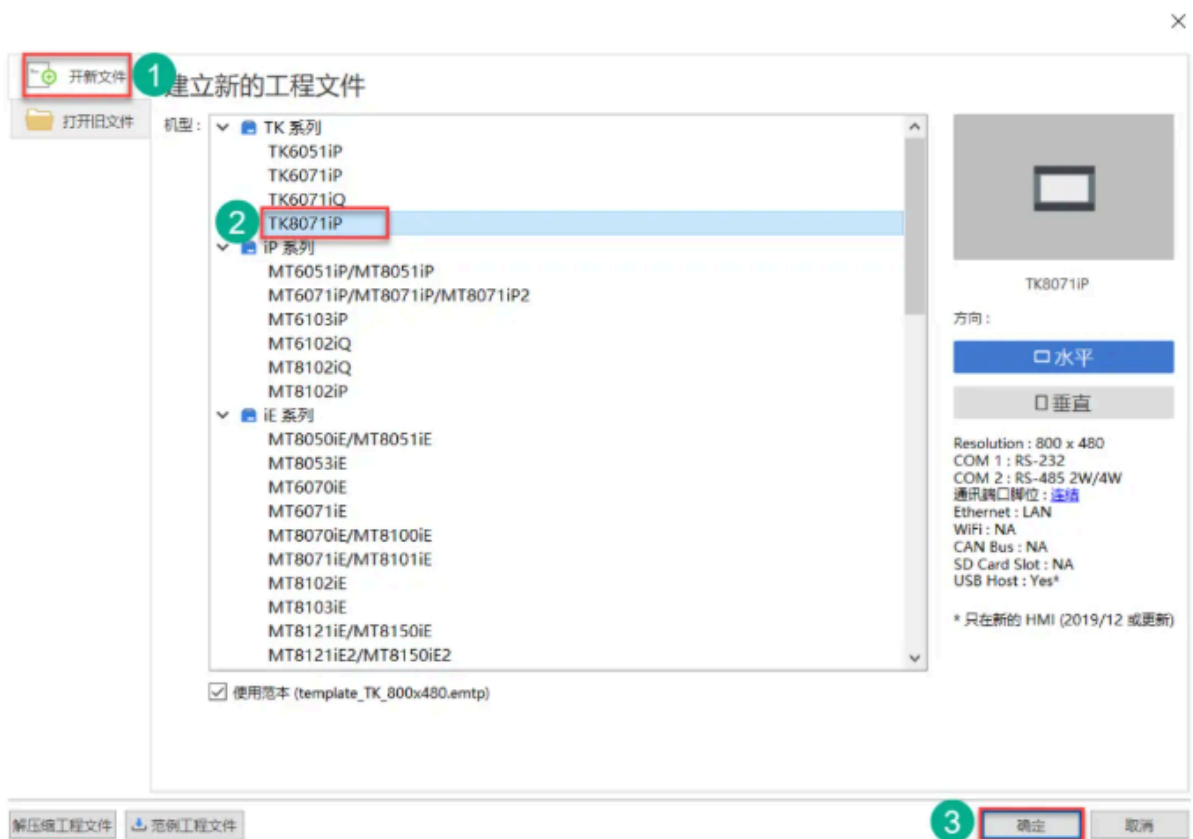 开新文件
1
建立新的工程文件
打开旧文件
机型：
TK 系列
TK6051iP
TK6071iP
TK6071iQ
2
TK8071iP
iP 系列
MT6051iP/MT8051iP
MT6071iP/MT8071iP/MT8071iP2
MT6103iP
MT6102iQ
MT8102iQ
MT8102iP
iE 系列
MT8050iE/MT8051iE
MT8053iE
MT6070iE
MT6071iE
MT8070iE/MT8100iE
MT8071iE/MT8101iE
MT8102iE
MT8103iE
MT8121iE/MT8150iE
MT8121iE2/MT8150iE2
使用范本 (template_TK_800x480.emtp)
TK8071iP
方向：
水平
垂直
Resolution : 800 x 480
COM 1 : RS-232
COM 2 : RS-485 2W/4W
通讯端口脚位 : 连结
Ethernet : LAN
WiFi : NA
CAN Bus : NA
SD Card Slot : NA
USB Host : Yes*
* 只在新的 HMI (2019/12 或更新)
解压缩工程文件
范例工程文件
3
确定
取消